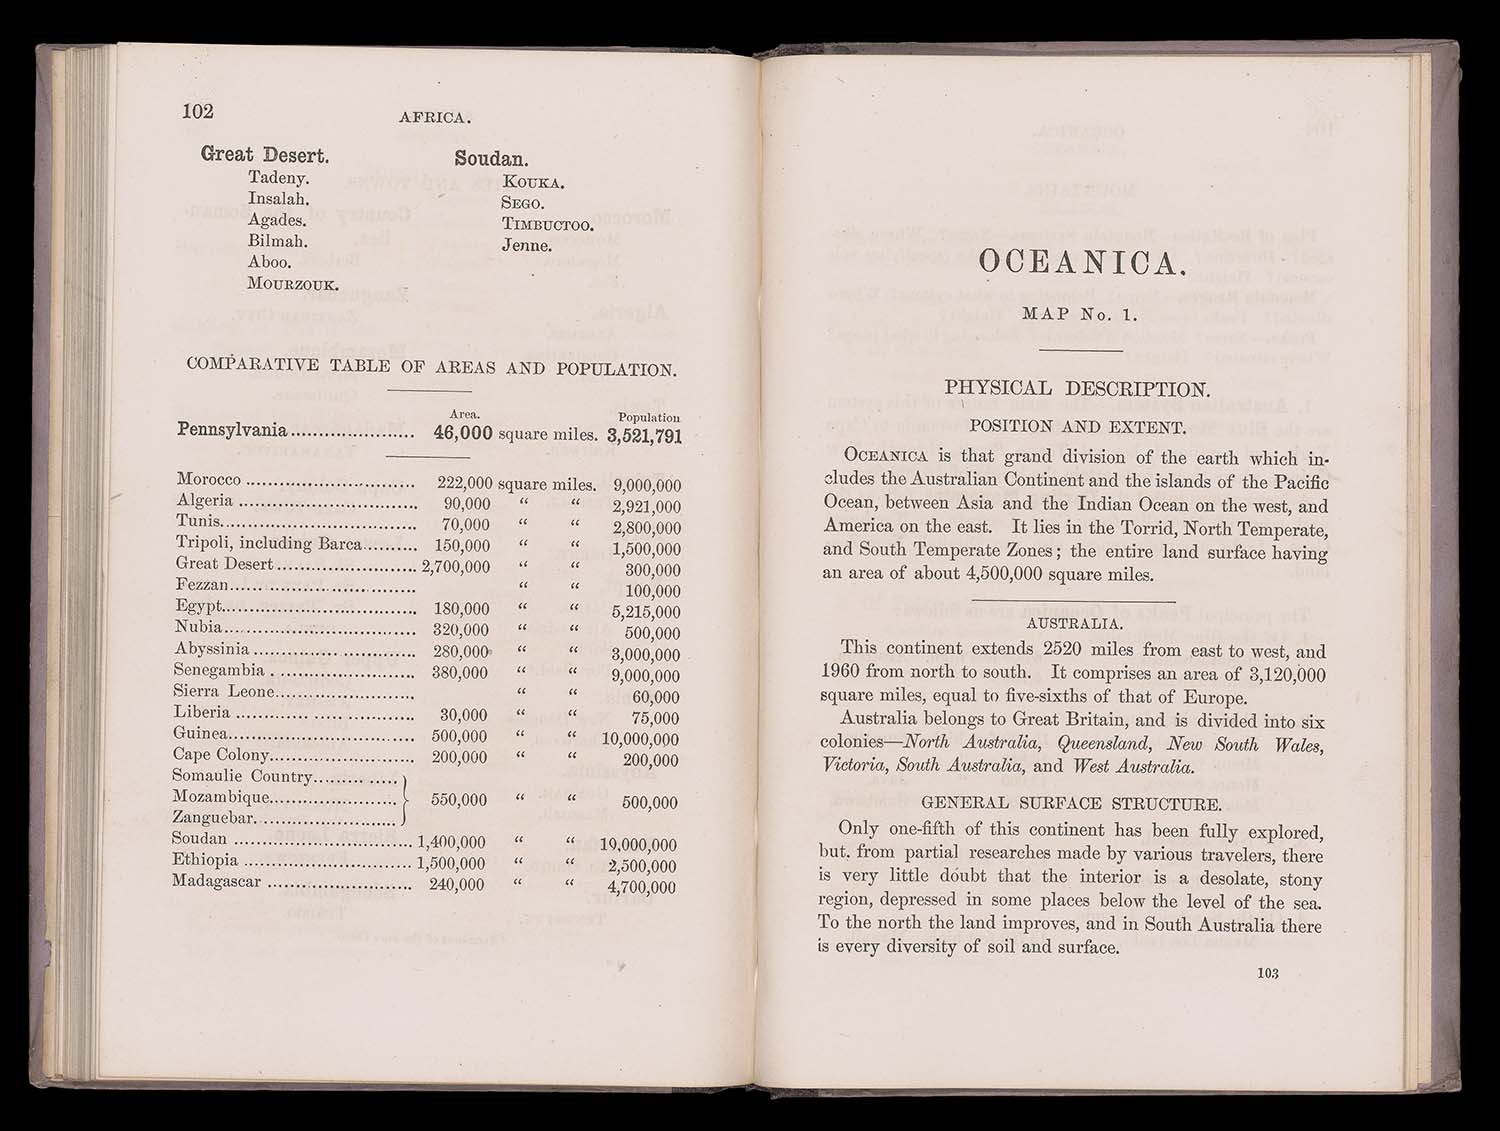 102
AFRICA.
Great Desert.
Tadeny.
Insalah.
Agades.
Bilmah.
Aboo.
MOURZOUK.
Soudan.
KOUKA.
SEGO.
TIMBUCTOO.
Jenne.
COMPARATIVE TABLE OF AREAS AND POPULATION.
Area. Population
Pennsylvania ...................... 46,000 square miles. 3,521,791
Morocco ................................ 222,000 square miles. 9,000,000
Algeria .................................. 90,000 “ “ 2,921,000
Tunis..................................... 70,000 “ “ 2,800,000
Tripoli, including Barca.......... 150,000 “ “ 1,500,000
Great Desert .......................... 2,700,000 “ “ 300,000
Fezzan................................... “ “ 100,000
Egypt..................................... 180,000 “ “ 5,215,000
Nubia.................................... 320,000 “ “ 500,000
Abyssinia ............................... 280,000 “ “ 3,000,000
Senegambia ........................... 380,000 “ “ 9,000,000
Sierra Leone.......................... “ “ 60,000
Liberia .................................. 30,000 “ “ 75,000
Guinea................................... 500,000 “ “ 10,000,000
Cape Colony........................... 200,000 “ “ 200,000
Somaulie Country...............
Mozambique....................... } 550,000 “ “ 500,000
Zanguebar..........................
Soudan ................................. 1,400,000 “ “ 10,000,000
Ethiopia ................................ 1,500,000 “ “ 2,500,000
Madagascar ........................... 240,000 “ “ 4,700,000
OCEANICA.
MAP No. 1.
PHYSICAL DESCRIPTION.
POSITION AND EXTENT.
OCEANICA is that grand division of the earth which in-
cludes the Australian Continent and the islands of the Pacific
Ocean, between Asia and the Indian Ocean on the west, and
America on the east. It lies in the Torrid, North Temperate,
and South Temperate Zones; the entire land surface having
an area of about 4,500,000 square miles.
AUSTRALIA.
This continent extends 2520 miles from east to west, and
1960 from north to south. It comprises an area of 3,120,000
square miles, equal to five-sixths of that of Europe.
Australia belongs to Great Britain, and is divided into six
colonies—North Australia, Queensland, New South Wales,
Victoria, South Australia, and West Australia.
GENERAL SURFACE STRUCTURE.
Only one-fifth of this continent has been fully explored,
but, from partial researches made by various travelers, there
is very little doubt that the interior is a desolate, stony
region, depressed in some places below the level of the sea.
To the north the land improves, and in South Australia there
is every diversity of soil and surface.
103